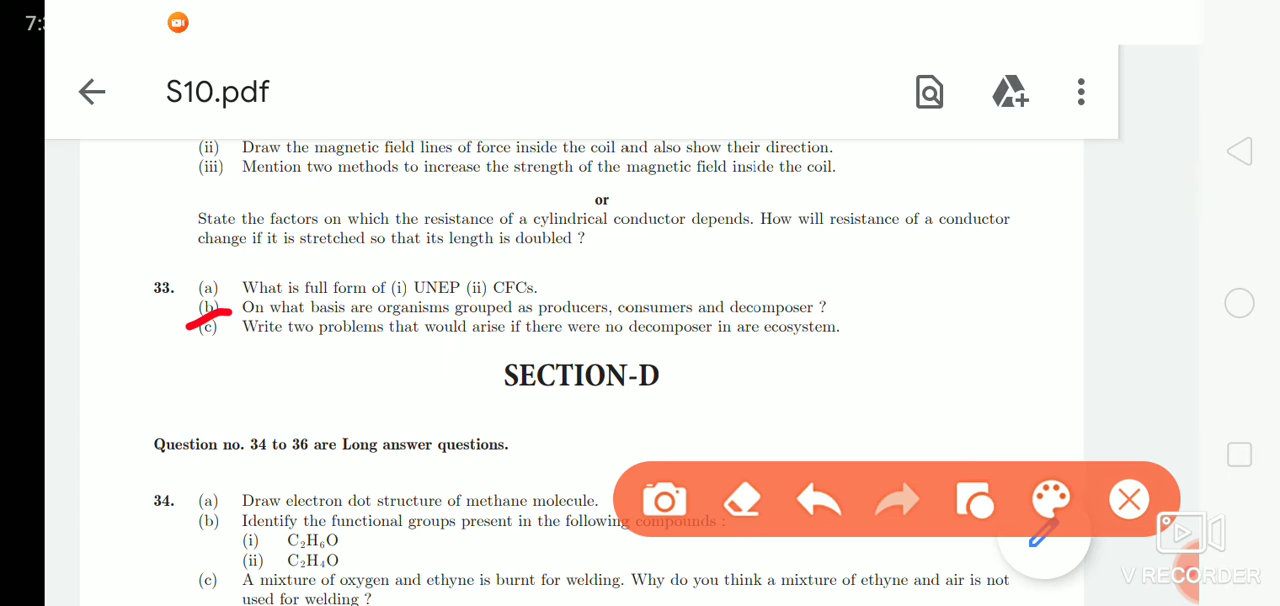 7:3
S10.pdf
(ii) Draw the magnetic field lines of force inside the coil and also show their direction.
(iii) Mention two methods to increase the strength of the magnetic field inside the coil.
or
State the factors on which the resistance of a cylindrical conductor depends. How will resistance of a conductor
change if it is stretched so that its length is doubled ?
33. (a) What is full form of (i) UNEP (ii) CFCs.
(b) On what basis are organisms grouped as producers, consumers and decomposer ?
(c) Write two problems that would arise if there were no decomposer in are ecosystem.
SECTION-D
Question no. 34 to 36 are Long answer questions.
34. (a) Draw electron dot structure of methane molecule.
(b) Identify the functional groups present in the following compounds :
(i) C₂H₆O
(ii) C₂H₄O
(c) A mixture of oxygen and ethyne is burnt for welding. Why do you think a mixture of ethyne and air is not
used for welding ?
V RECORDER